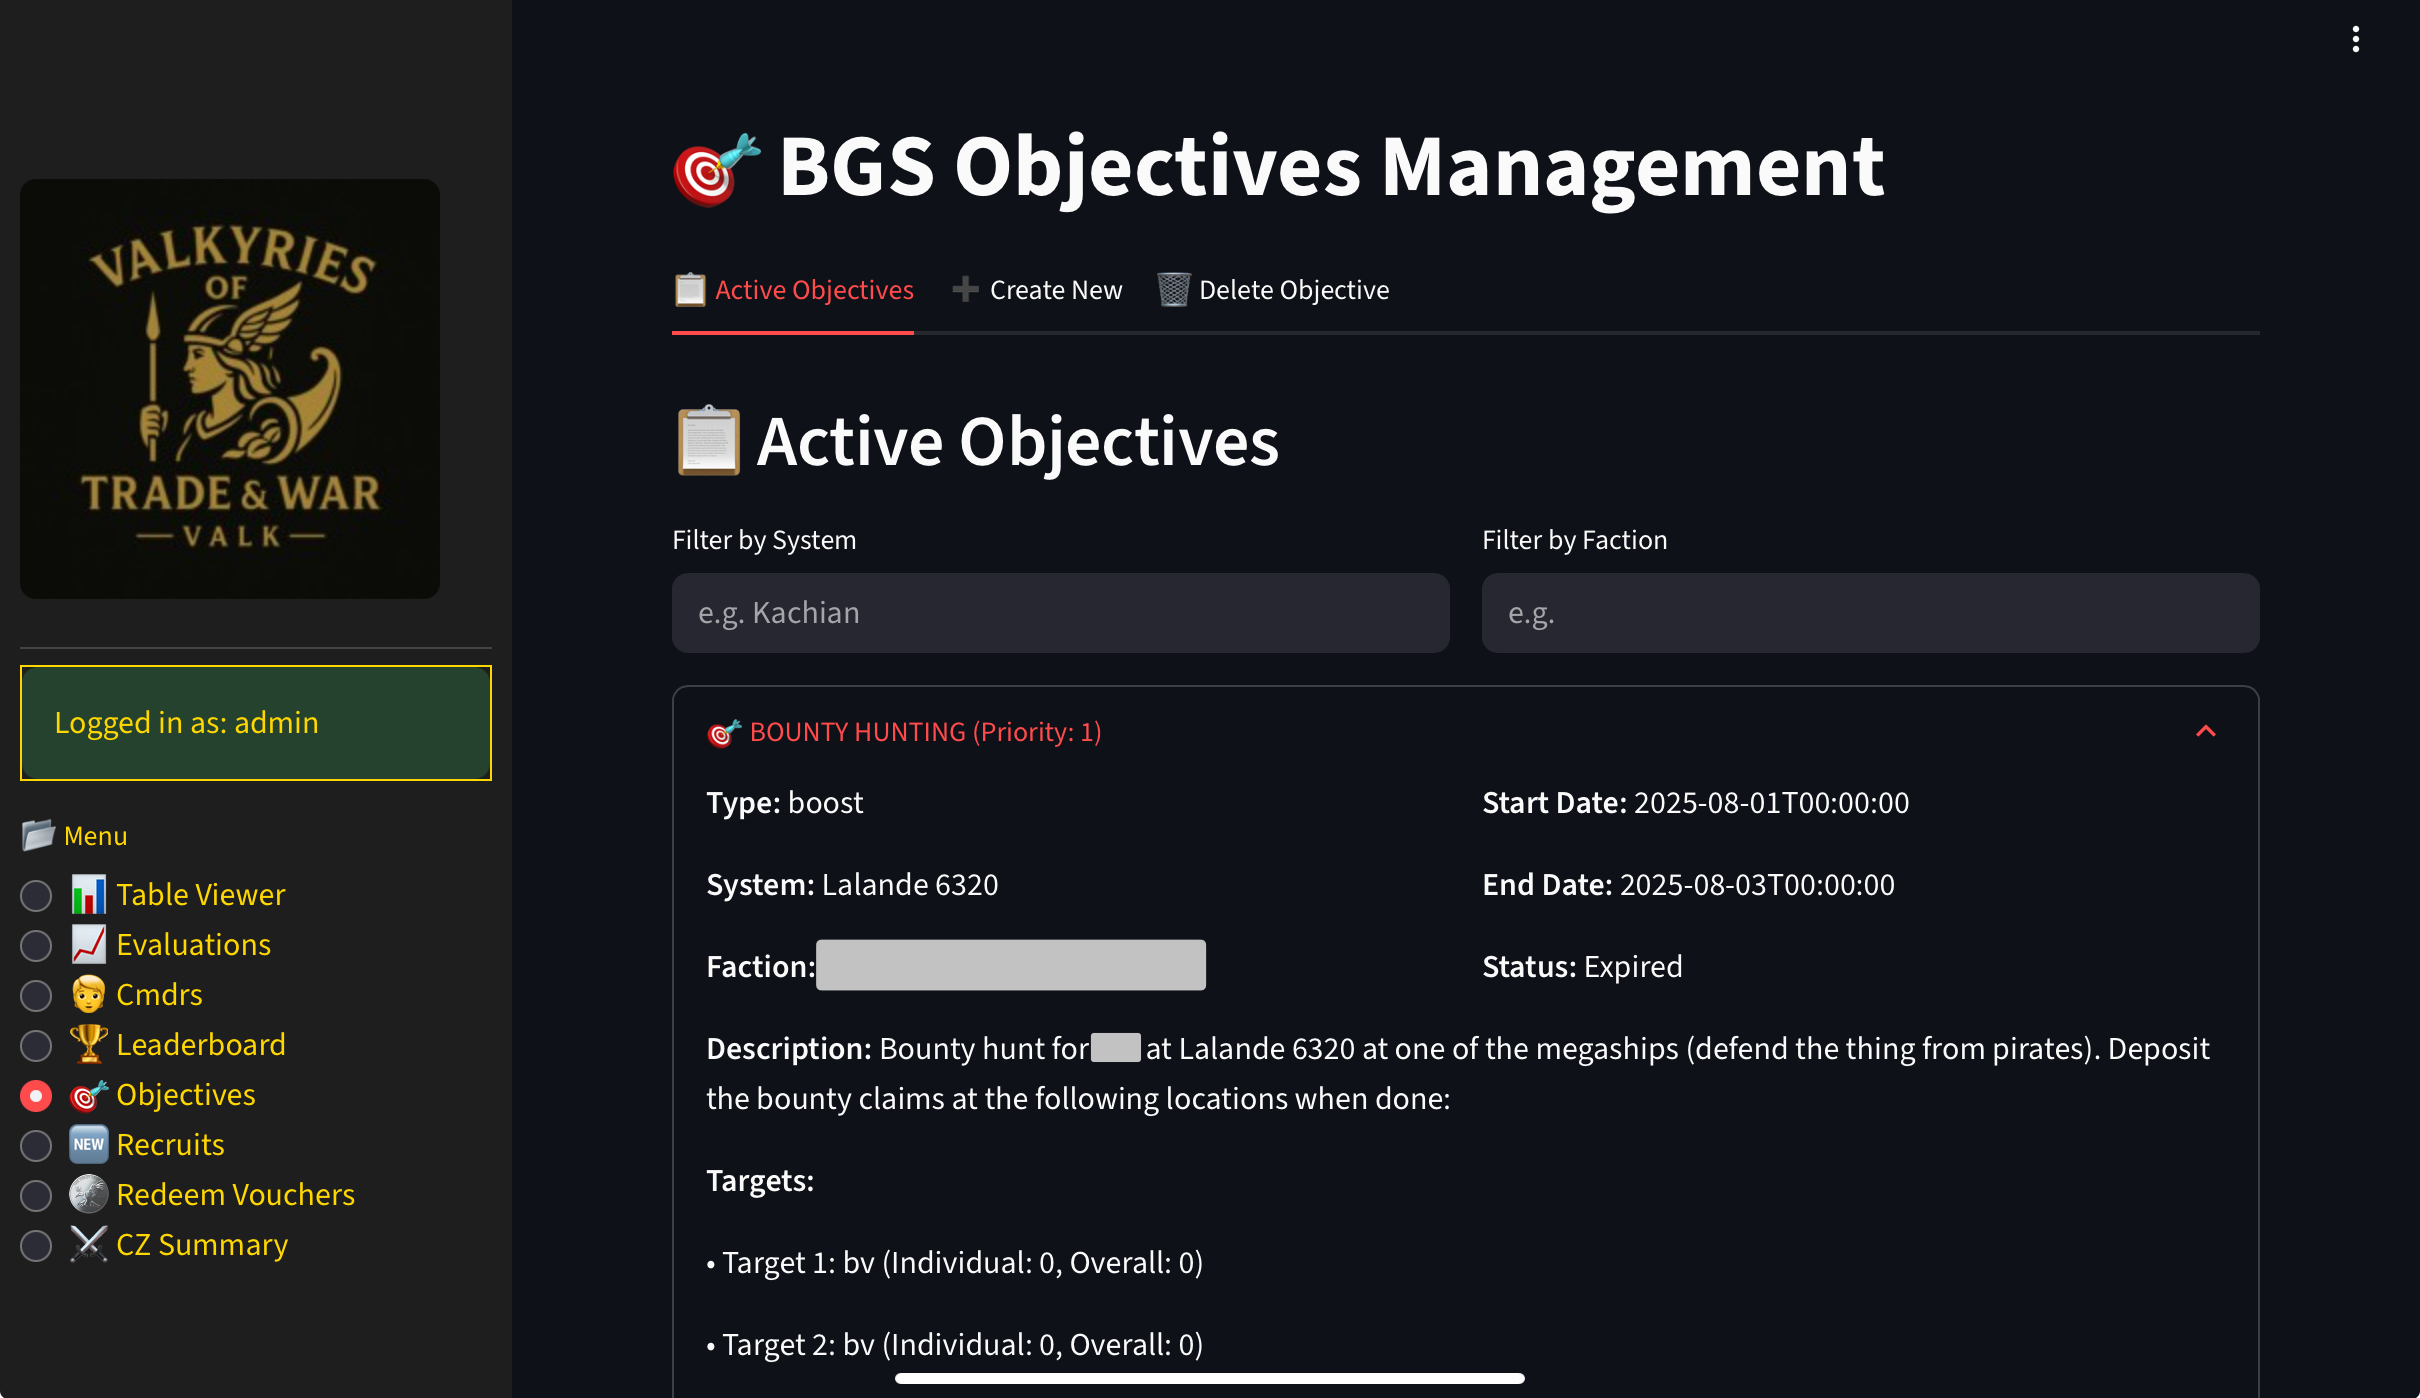 VALKYRIES
OF
TRADE & WAR
— VALK —
Logged in as: admin
Menu
Table Viewer
Evaluations
Cmdrs
Leaderboard
Objectives
NEW Recruits
Redeem Vouchers
CZ Summary
BGS Objectives Management
Active Objectives
Create New
Delete Objective
Active Objectives
Filter by System
Filter by Faction
e.g. Kachian
e.g.
BOUNTY HUNTING (Priority: 1)
Type: boost
Start Date: 2025-08-01T00:00:00
System: Lalande 6320
End Date: 2025-08-03T00:00:00
Faction:
Status: Expired
Description: Bounty hunt for at Lalande 6320 at one of the megaships (defend the thing from pirates). Deposit
the bounty claims at the following locations when done:
Targets:
• Target 1: bv (Individual: 0, Overall: 0)
• Target 2: bv (Individual: 0, Overall: 0)